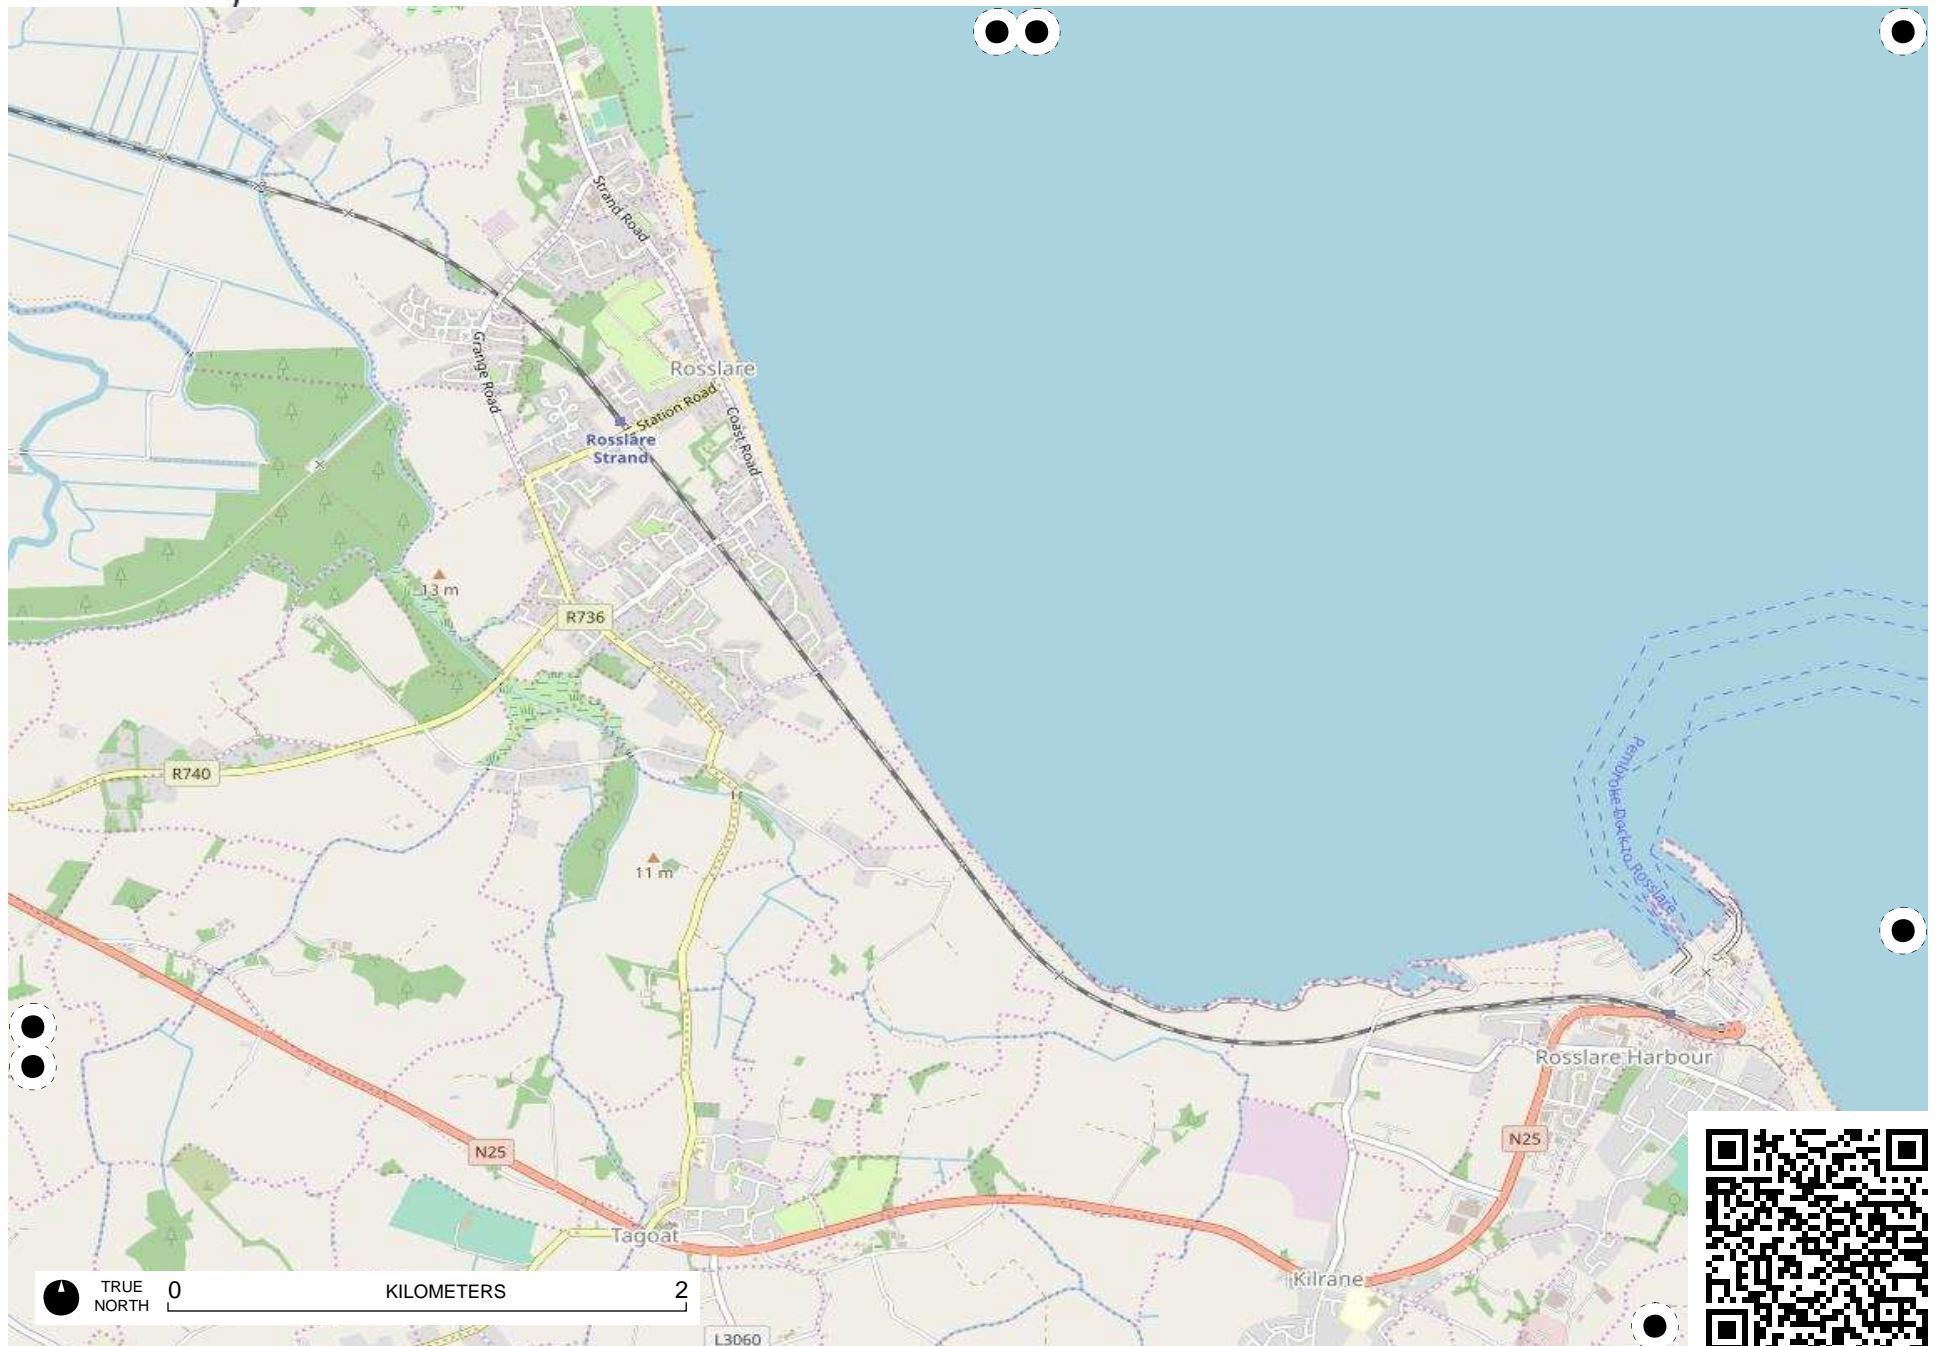 Strand Road
Grange Road
Rosslare
Station Road
Coast Road
Rosslare
Strand
13 m
R736
R740
Pembroke Dock to Rosslare
11 m
Rosslare Harbour
N25
N25
Tagoat
Kilrane
L3060
TRUE
NORTH
0 KILOMETERS 2